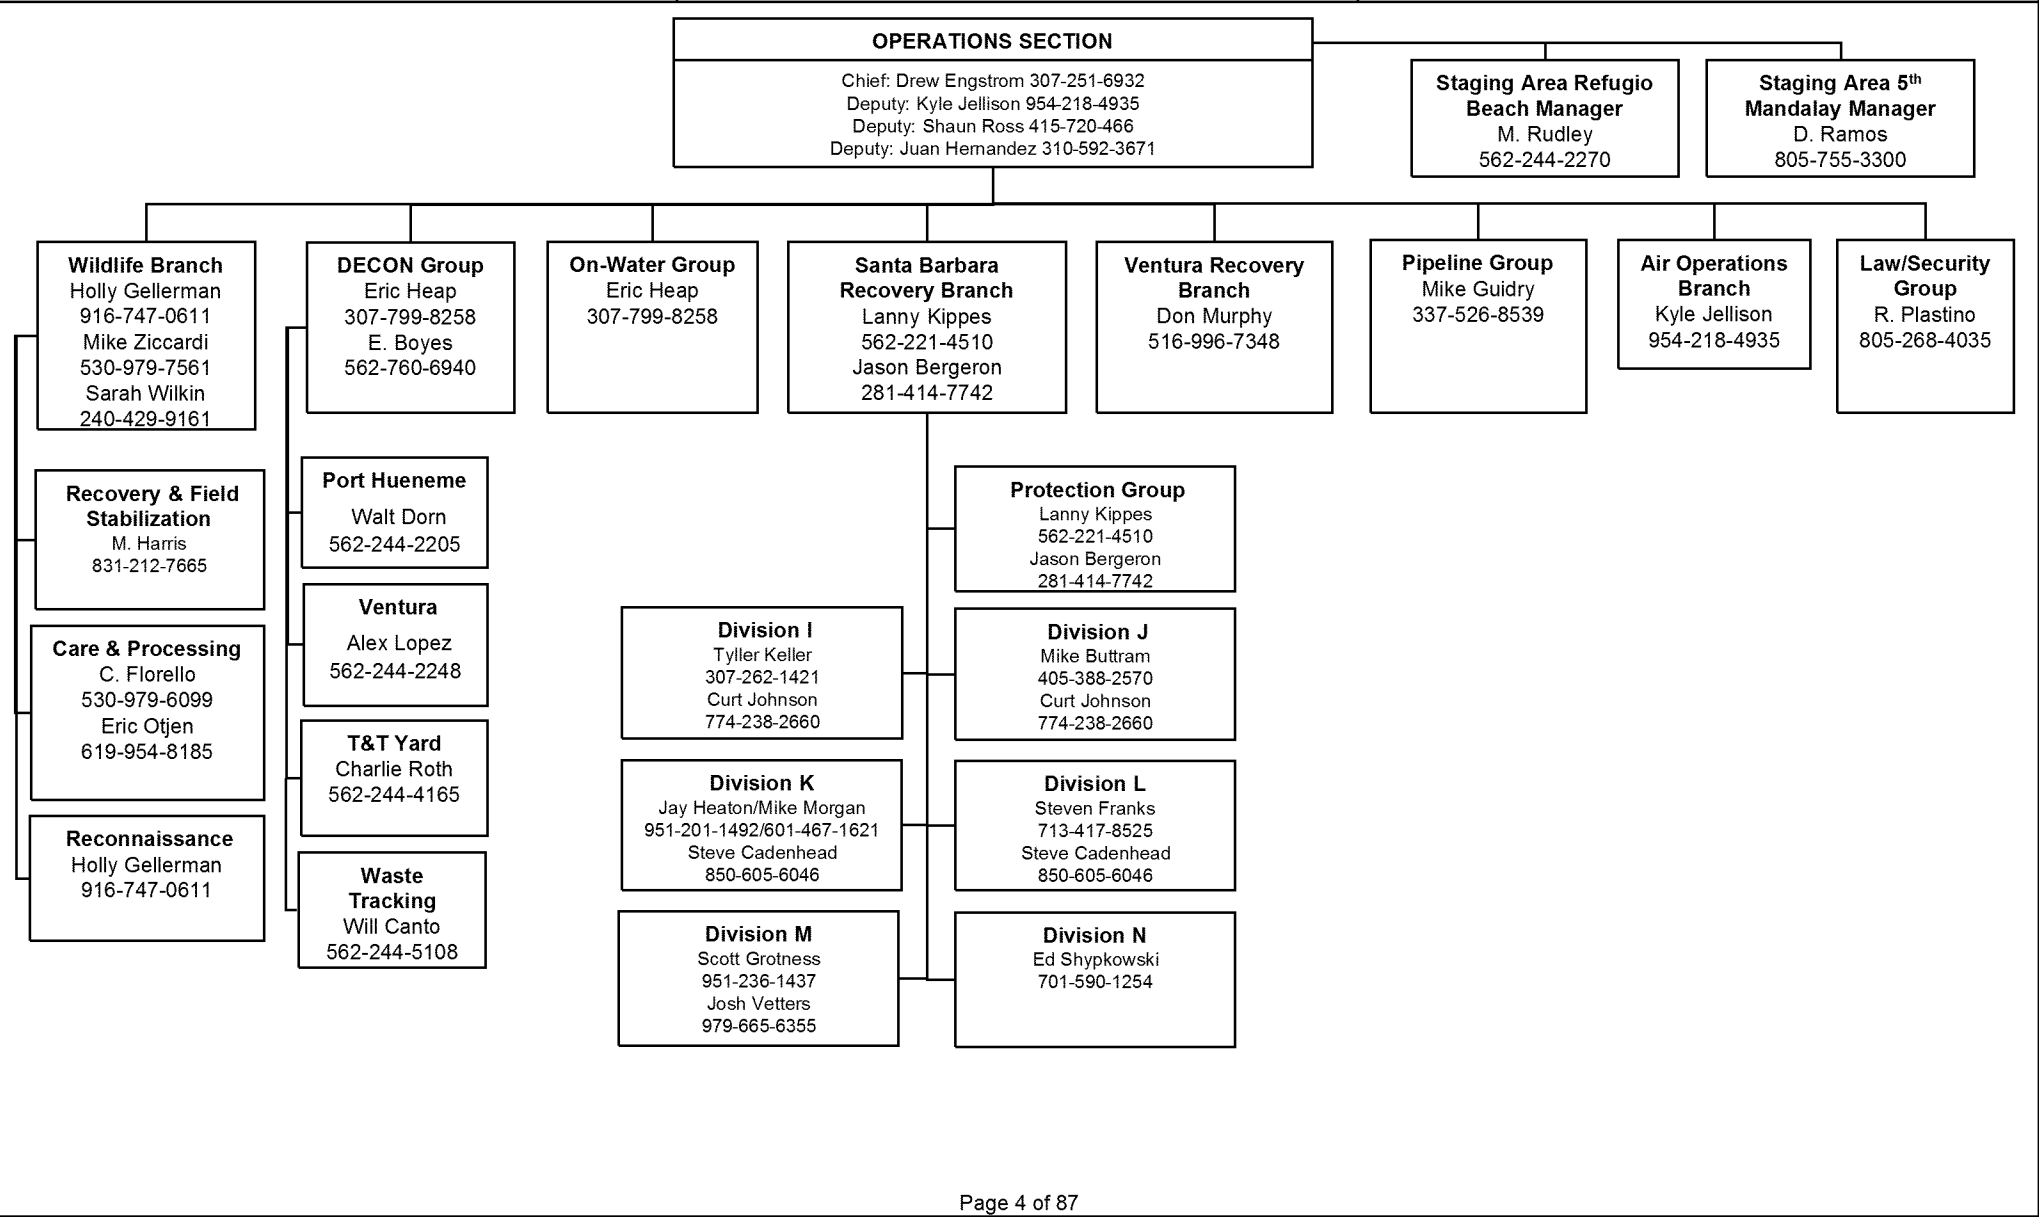 OPERATIONS SECTION
Chief: Drew Engstrom 307-251-6932
Deputy: Kyle Jellison 954-218-4935
Deputy: Shaun Ross 415-720-466
Deputy: Juan Hernandez 310-592-3671
Staging Area Refugio
Beach Manager
M. Rudley
562-244-2270
Staging Area 5th
Mandalay Manager
D. Ramos
805-755-3300
Wildlife Branch
Holly Gellerman
916-747-0611
Mike Ziccardi
530-979-7561
Sarah Wilkin
240-429-9161
DECON Group
Eric Heap
307-799-8258
E. Boyes
562-760-6940
On-Water Group
Eric Heap
307-799-8258
Santa Barbara
Recovery Branch
Lanny Kippes
562-221-4510
Jason Bergeron
281-414-7742
Ventura Recovery
Branch
Don Murphy
516-996-7348
Pipeline Group
Mike Guidry
337-526-8539
Air Operations
Branch
Kyle Jellison
954-218-4935
Law/Security
Group
R. Plastino
805-268-4035
Recovery & Field
Stabilization
M. Harris
831-212-7665
Care & Processing
C. Florello
530-979-6099
Eric Otjen
619-954-8185
Reconnaissance
Holly Gellerman
916-747-0611
Port Hueneme
Walt Dorn
562-244-2205
Ventura
Alex Lopez
562-244-2248
T&T Yard
Charlie Roth
562-244-4165
Waste
Tracking
Will Canto
562-244-5108
Protection Group
Lanny Kippes
562-221-4510
Jason Bergeron
281-414-7742
Division I
Tyller Keller
307-262-1421
Curt Johnson
774-238-2660
Division J
Mike Buttram
405-388-2570
Curt Johnson
774-238-2660
Division K
Jay Heaton/Mike Morgan
951-201-1492/601-467-1621
Steve Cadenhead
850-605-6046
Division L
Steven Franks
713-417-8525
Steve Cadenhead
850-605-6046
Division M
Scott Grotness
951-236-1437
Josh Vetters
979-665-6355
Division N
Ed Shypkowski
701-590-1254
Page 4 of 87